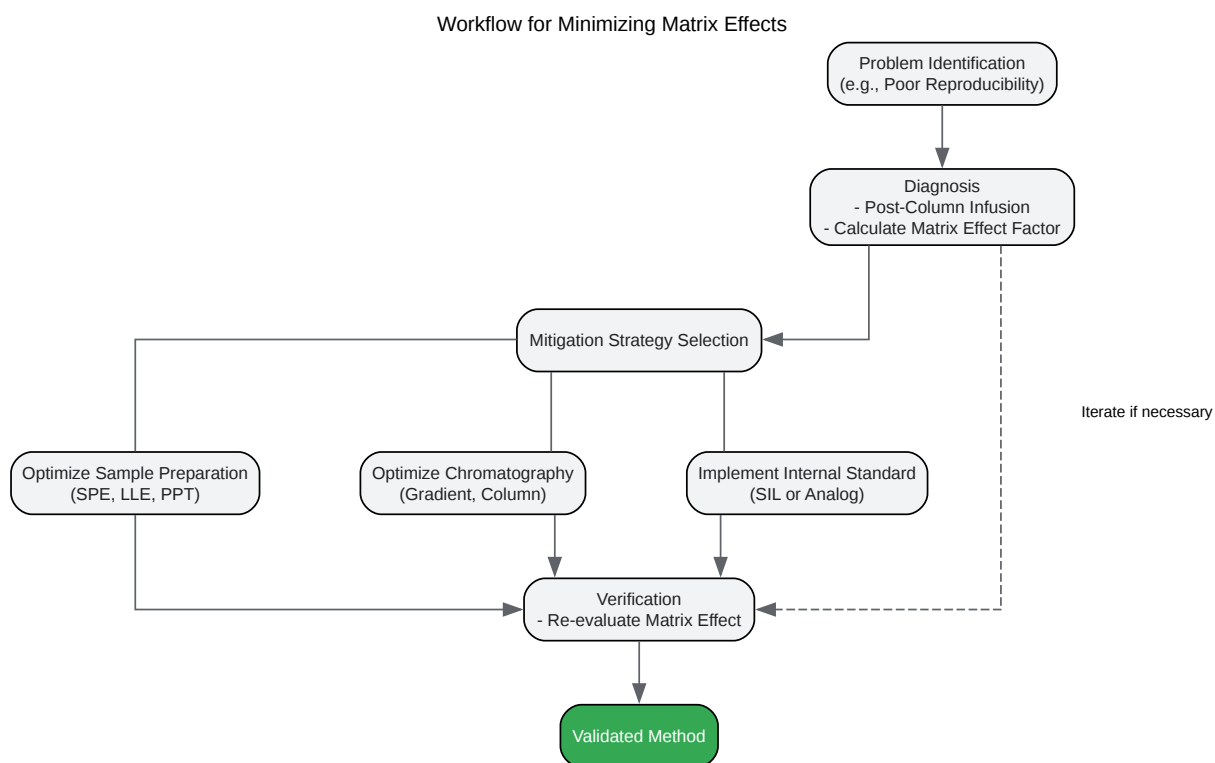 Workflow for Minimizing Matrix Effects
Problem Identification
(e.g., Poor Reproducibility)
Diagnosis
- Post-Column Infusion
- Calculate Matrix Effect Factor
Mitigation Strategy Selection
Iterate if necessary
Optimize Sample Preparation
(SPE, LLE, PPT)
Optimize Chromatography
(Gradient, Column)
Implement Internal Standard
(SIL or Analog)
Verification
- Re-evaluate Matrix Effect
Validated Method